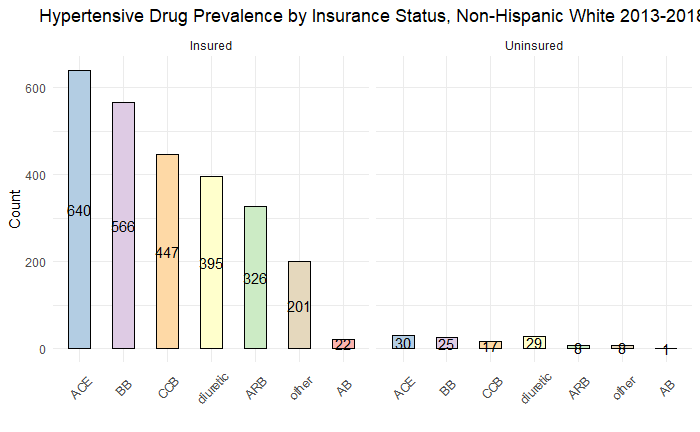 Hypertensive Drug Prevalence by Insurance Status, Non-Hispanic White 2013-2018
Insured Uninsured
Count
600
400
200
0
640 566 447 395 326 201 22
30 25 17 29 8 8 1
ACE BB CCB diuretic ARB other AB
ACE BB CCB diuretic ARB other AB